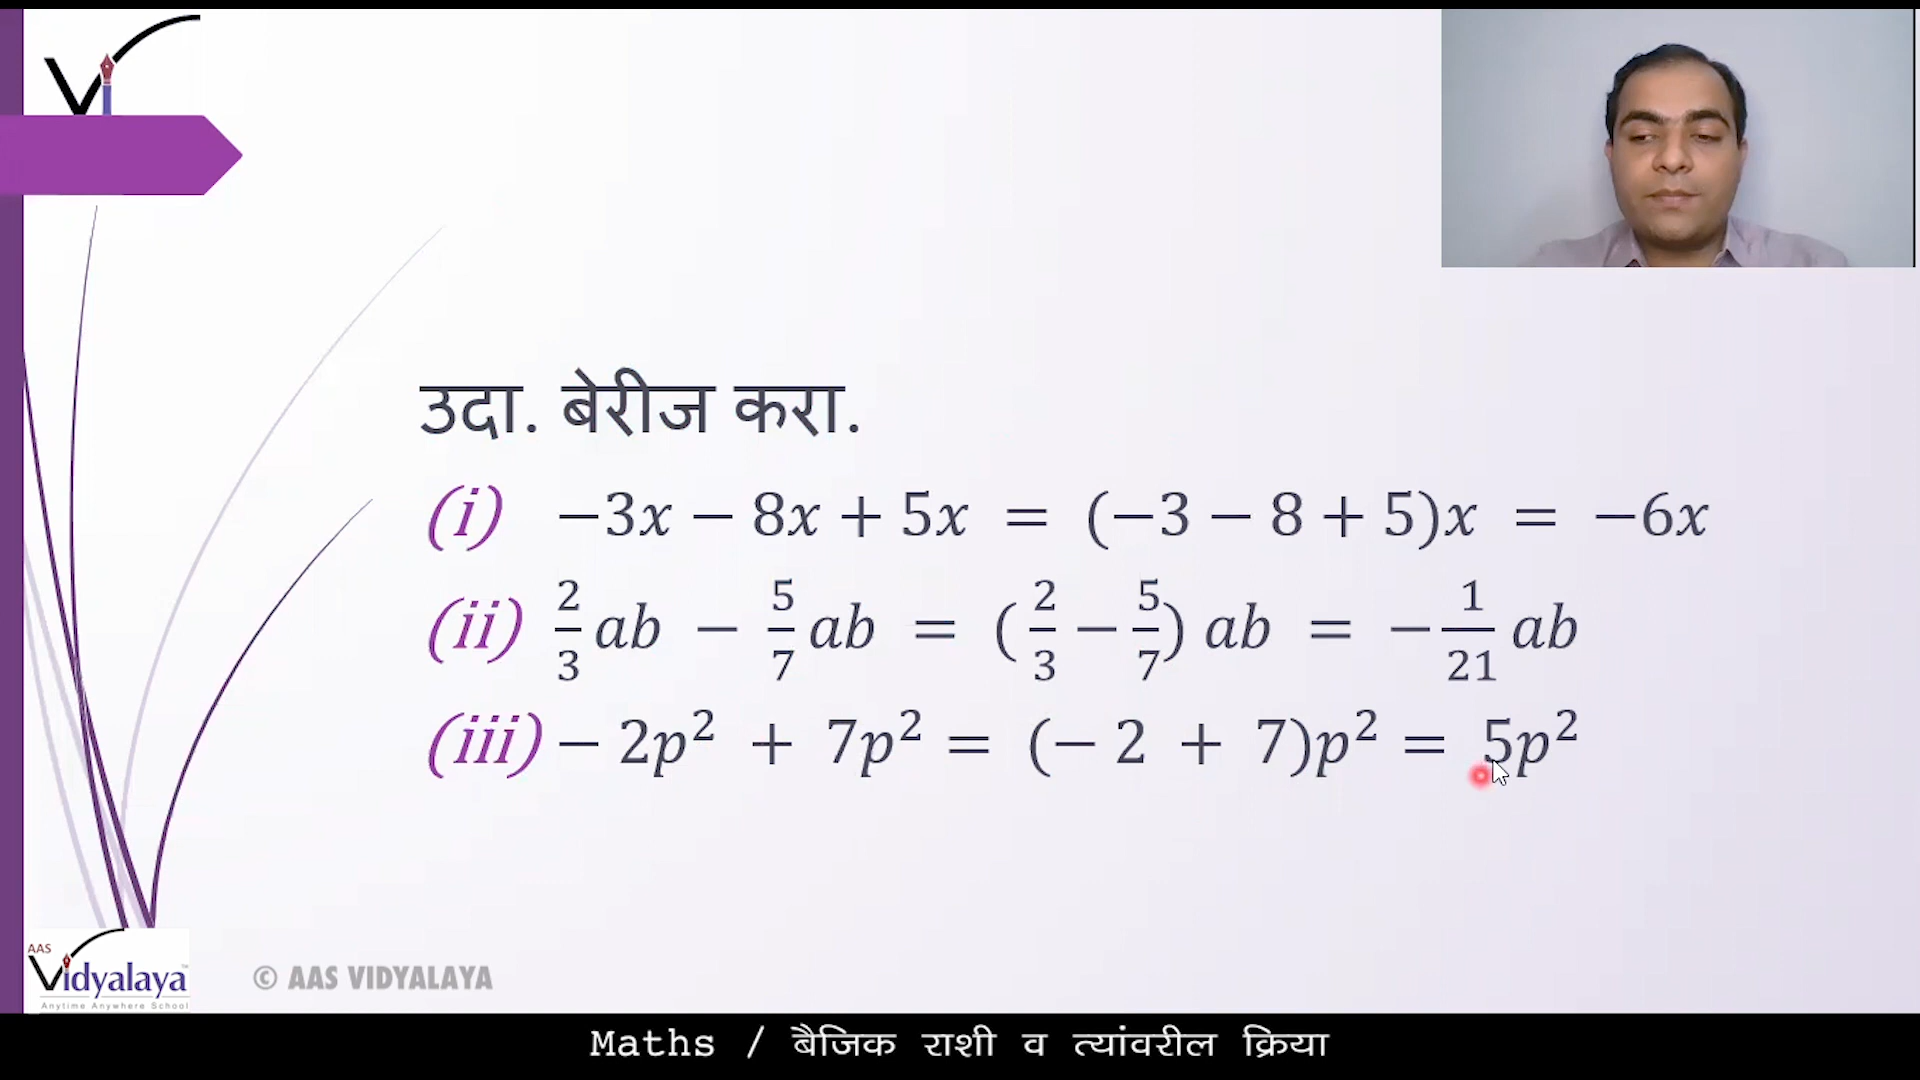 उदा. बेरीज करा.
(i) −3x − 8x + 5x = (−3 − 8 + 5)x = −6x
(ii) 2/3 ab − 5/7 ab = (2/3 − 5/7) ab = −1/21 ab
(iii) − 2p² + 7p² = (− 2 + 7)p² = 5p²
AAS
Vidyalaya™
Anytime Anywhere School
© AAS VIDYALAYA
Maths / बैजिक राशी व त्यांवरील क्रिया